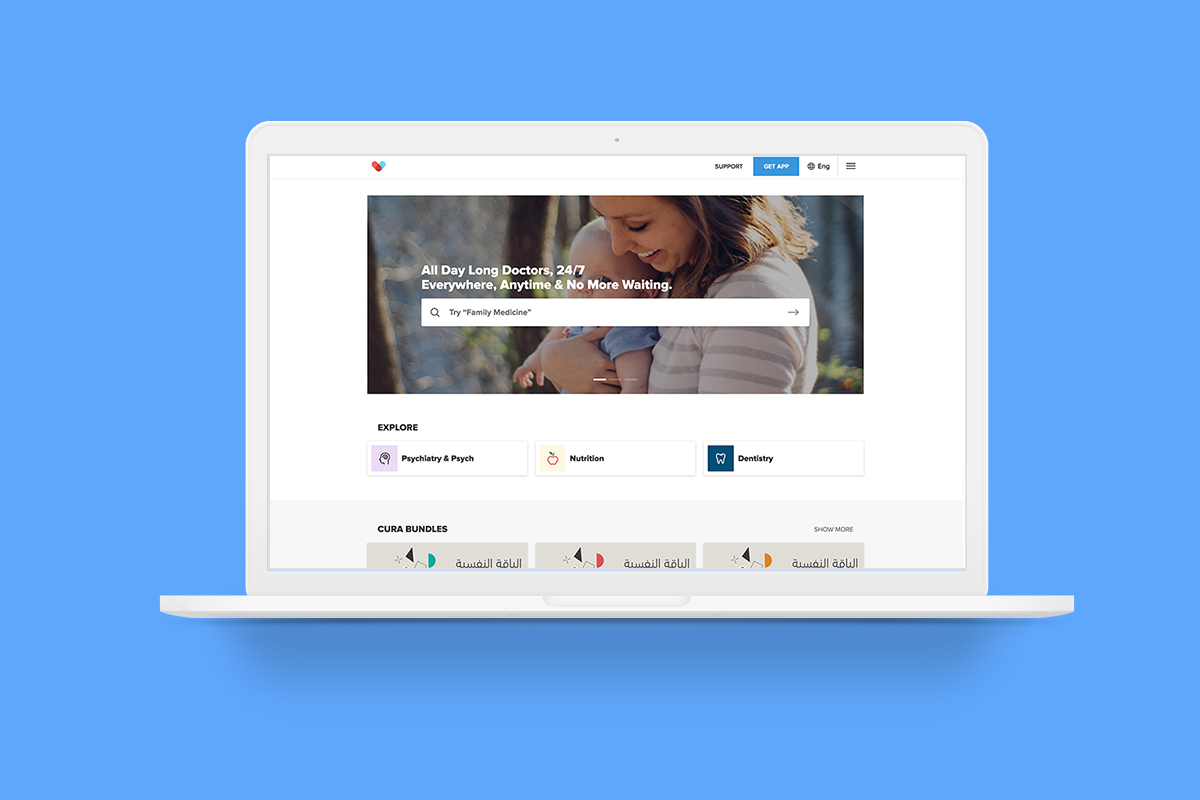 SUPPORT
GET APP
Eng
All Day Long Doctors, 24/7
Everywhere, Anytime & No More Waiting.
Try “Family Medicine”
EXPLORE
Psychiatry & Psych
Nutrition
Dentistry
CURA BUNDLES
SHOW MORE
الباقة النفسية
الباقة النفسية
الباقة النفسية